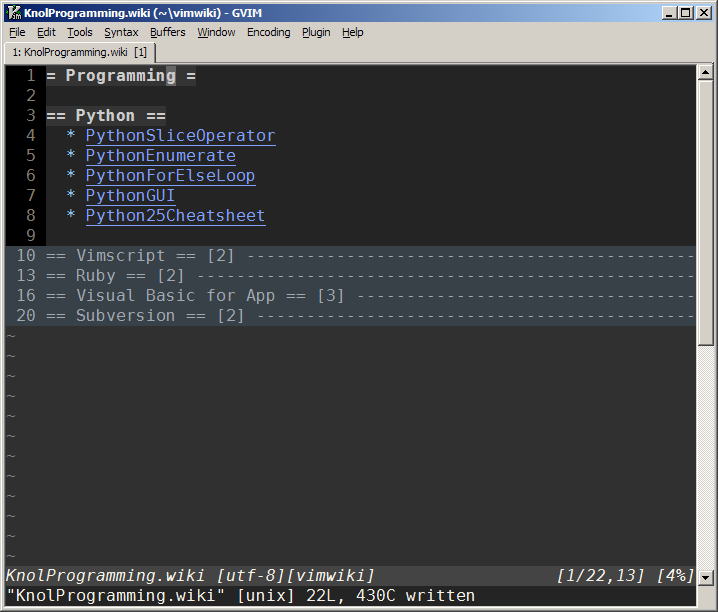 KnolProgramming.wiki (~\vimwiki) - GVIM
File Edit Tools Syntax Buffers Window Encoding Plugin Help
1: KnolProgramming.wiki [1]
1 = Programming =
2
3 == Python ==
4 * PythonSliceOperator
5 * PythonEnumerate
6 * PythonForElseLoop
7 * PythonGUI
8 * Python25Cheatsheet
9
10 == Vimscript == [2] ---------------------------------------------
13 == Ruby == [2] --------------------------------------------------
16 == Visual Basic for App == [3] ----------------------------------
20 == Subversion == [2] --------------------------------------------
~
~
~
~
~
~
~
~
~
~
~
~
KnolProgramming.wiki [utf-8][vimwiki] [1/22,13] [4%]
"KnolProgramming.wiki" [unix] 22L, 430C written